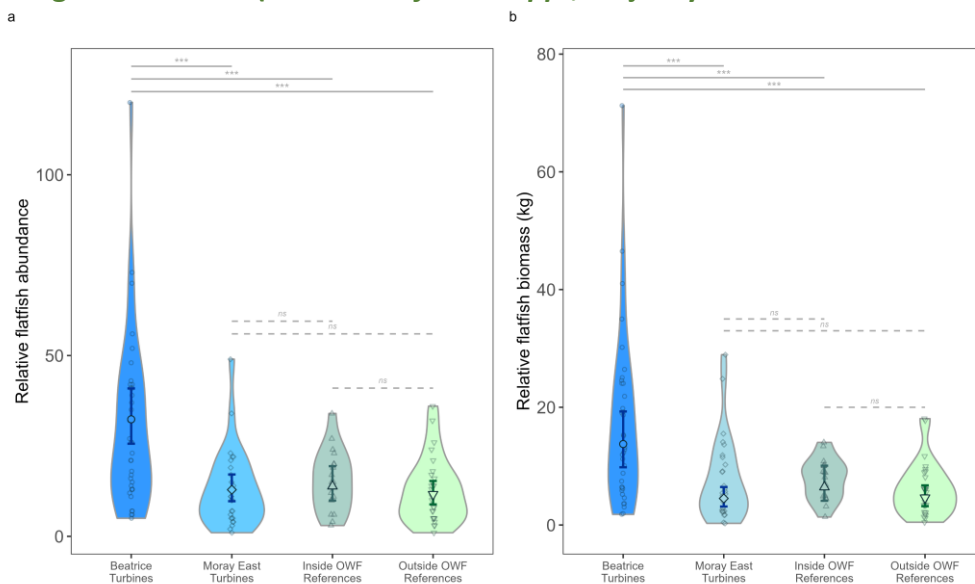 a
b
Relative flatfish abundance
100
50
0
***
***
***
ns
ns
ns
Beatrice
Turbines
Moray East
Turbines
Inside OWF
References
Outside OWF
References
Relative flatfish biomass (kg)
80
60
40
20
0
***
***
***
ns
ns
ns
Beatrice
Turbines
Moray East
Turbines
Inside OWF
References
Outside OWF
References